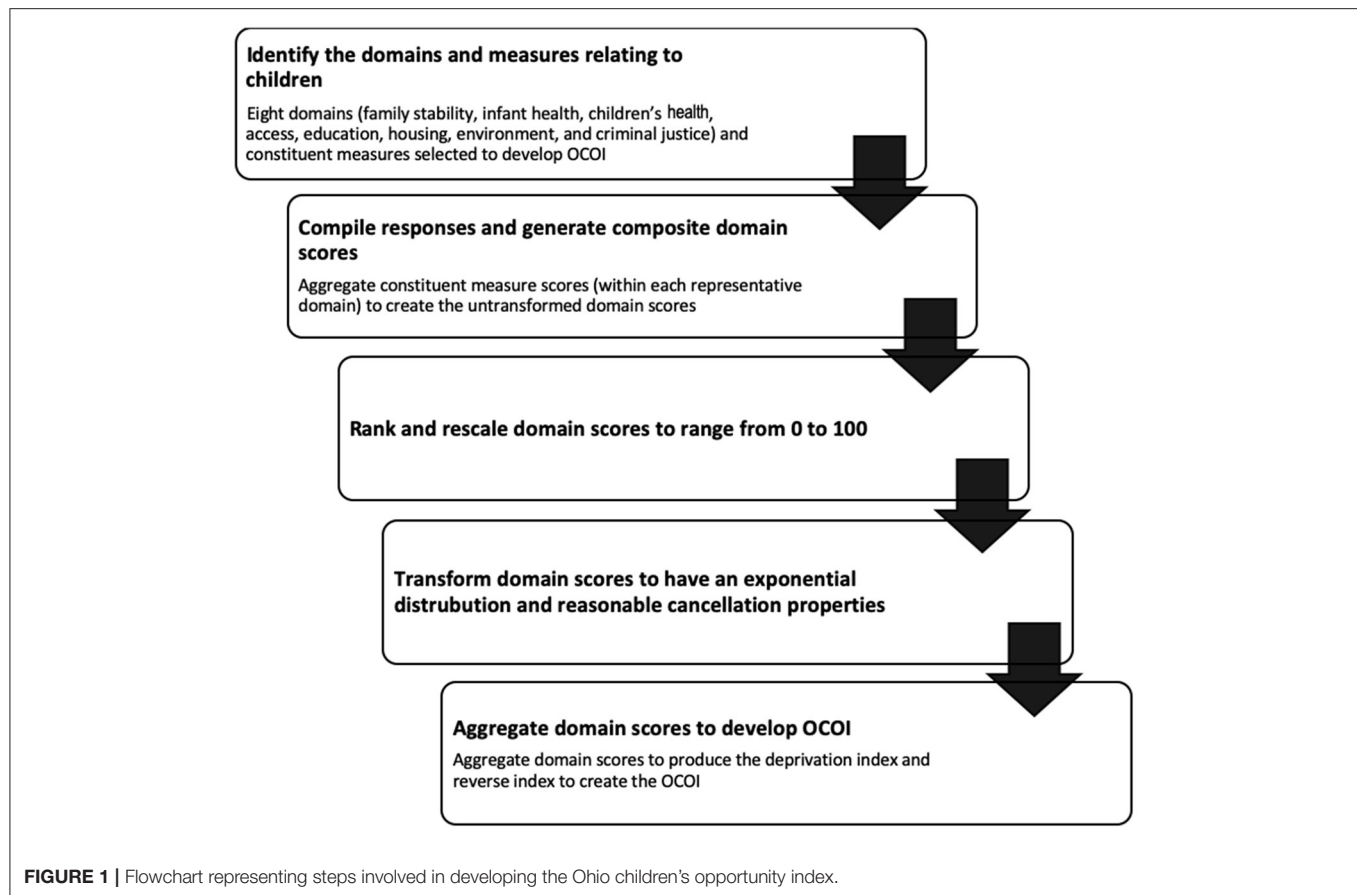 Identify the domains and measures relating to
children
Eight domains (family stability, infant health, children's health,
access, education, housing, environment, and criminal justice) and
constituent measures selected to develop OCOI
Compile responses and generate composite domain
scores
Aggregate constituent measure scores (within each representative
domain) to create the untransformed domain scores
Rank and rescale domain scores to range from 0 to 100
Transform domain scores to have an exponential
distrubution and reasonable cancellation properties
Aggregate domain scores to develop OCOI
Aggregate domain scores to produce the deprivation index and
reverse index to create the OCOI
FIGURE 1 | Flowchart representing steps involved in developing the Ohio children's opportunity index.